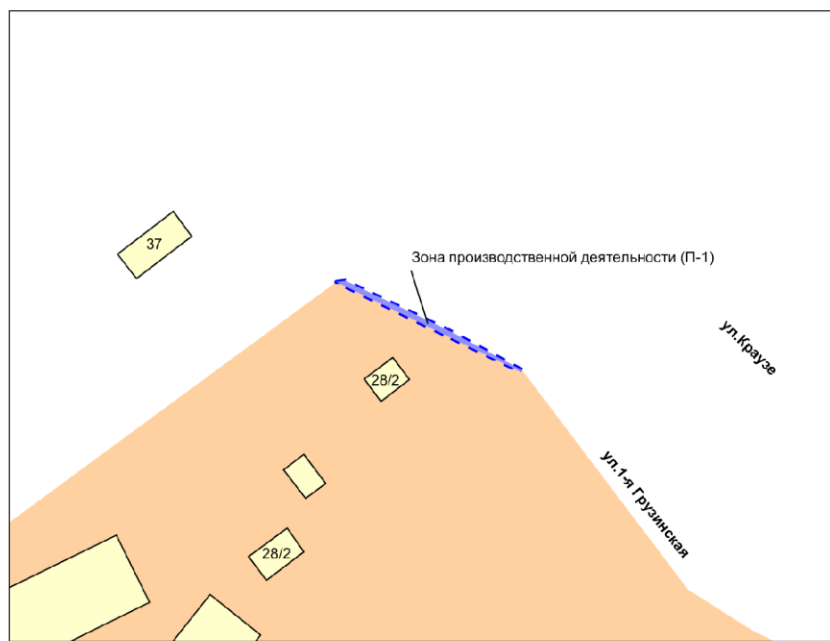 37
Зона производственной деятельности (П-1)
ул.Краузе
28/2
ул.1-я Грузинская
28/2